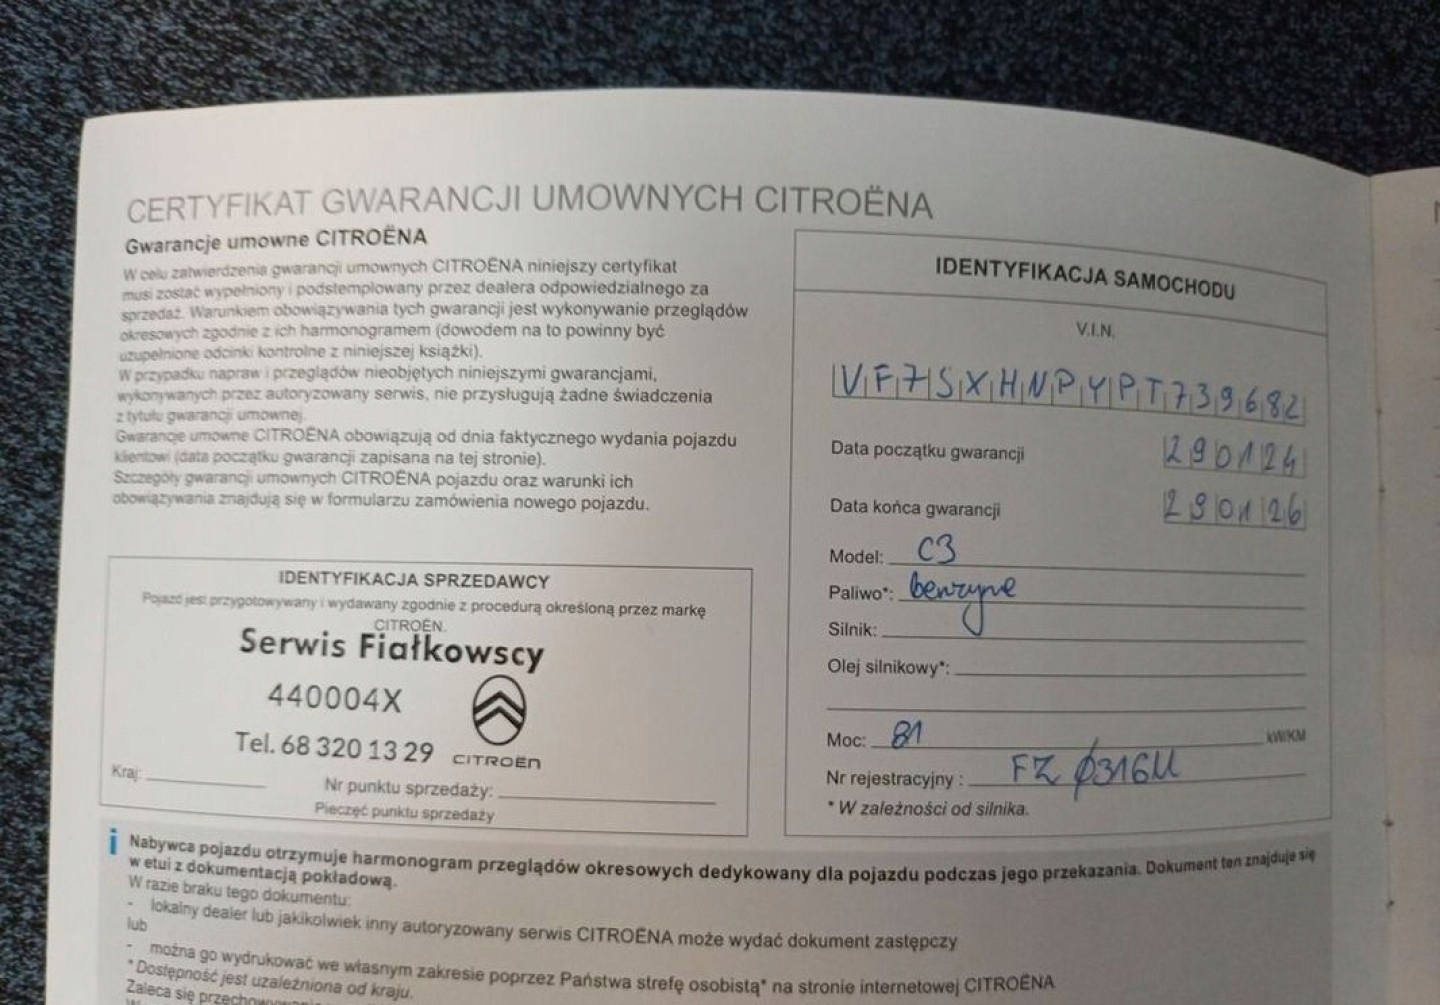 CERTYFIKAT GWARANCJI UMOWNYCH CITROËNA
Gwarancje umowne CITROËNA
W celu zatwierdzenia gwarancji umownych CITROËNA niniejszy certyfikat
musi zostać wypełniony i podstemplowany przez dealera odpowiedzialnego za
sprzedaż. Warunkiem obowiązywania tych gwarancji jest wykonywanie przeglądów
okresowych zgodnie z ich harmonogramem (dowodem na to powinny być
uzupełnione odcinki kontrolne z niniejszej książki).
W przypadku napraw i przeglądów nieobjętych niniejszymi gwarancjami,
wykonywanych przez autoryzowany serwis, nie przysługują żadne świadczenia
z tytułu gwarancji umownej.
Gwarancje umowne CITROËNA obowiązują od dnia faktycznego wydania pojazdu
klientowi (data początku gwarancji zapisana na tej stronie).
Szczegóły gwarancji umownych CITROËNA pojazdu oraz warunki ich
obowiązywania znajdują się w formularzu zamówienia nowego pojazdu.
IDENTYFIKACJA SPRZEDAWCY
Pojazd jest przygotowywany i wydawany zgodnie z procedurą określoną przez markę
CITROËN.
Serwis Fiałkowscy
440004X
Tel. 68 320 13 29
CITROËN
Kraj:
Nr punktu sprzedaży:
Pieczęć punktu sprzedaży
IDENTYFIKACJA SAMOCHODU
V.I.N.
VF7SXHNPYPT739682
Data początku gwarancji 290124
Data końca gwarancji 290126
Model: C3
Paliwo*: benzyna
Silnik:
Olej silnikowy*:
Moc: 81 kW/KM
Nr rejestracyjny : FZ Ø316U
* W zależności od silnika.
i Nabywca pojazdu otrzymuje harmonogram przeglądów okresowych dedykowany dla pojazdu podczas jego przekazania. Dokument ten znajduje się
w etui z dokumentacją pokładową.
W razie braku tego dokumentu:
- lokalny dealer lub jakikolwiek inny autoryzowany serwis CITROËNA może wydać dokument zastępczy
lub
- można go wydrukować we własnym zakresie poprzez Państwa strefę osobistą* na stronie internetowej CITROËNA
* Dostępność jest uzależniona od kraju.
Zaleca się